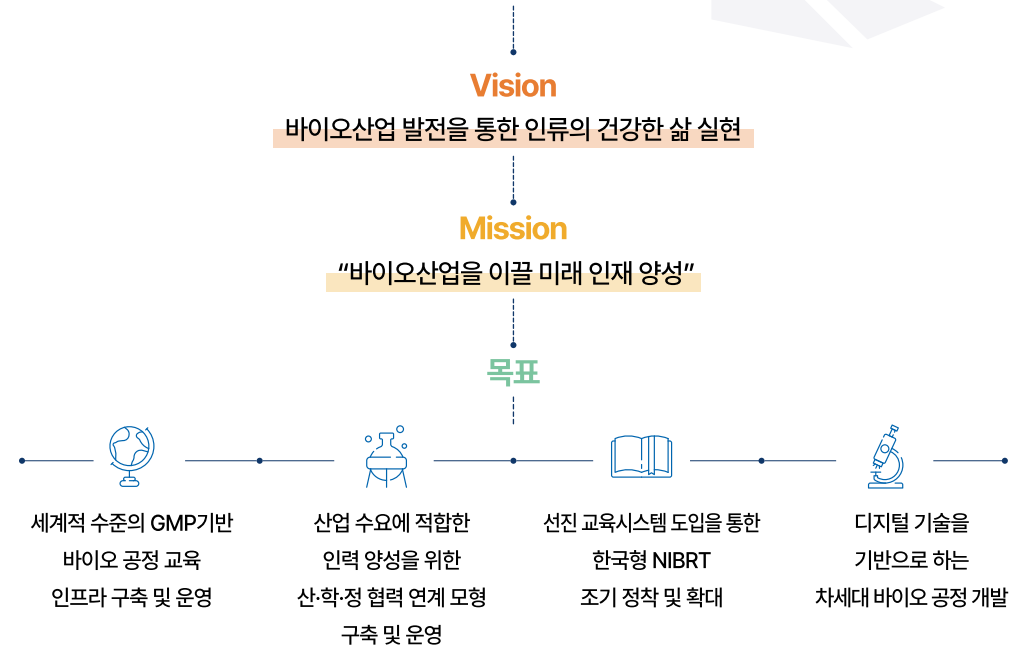 Vision
바이오산업 발전을 통한 인류의 건강한 삶 실현
Mission
“바이오산업을 이끌 미래 인재 양성”
목표
세계적 수준의 GMP기반
바이오 공정 교육
인프라 구축 및 운영
산업 수요에 적합한
인력 양성을 위한
산·학·정 협력 연계 모형
구축 및 운영
선진 교육시스템 도입을 통한
한국형 NIBRT
조기 정착 및 확대
디지털 기술을
기반으로 하는
차세대 바이오 공정 개발